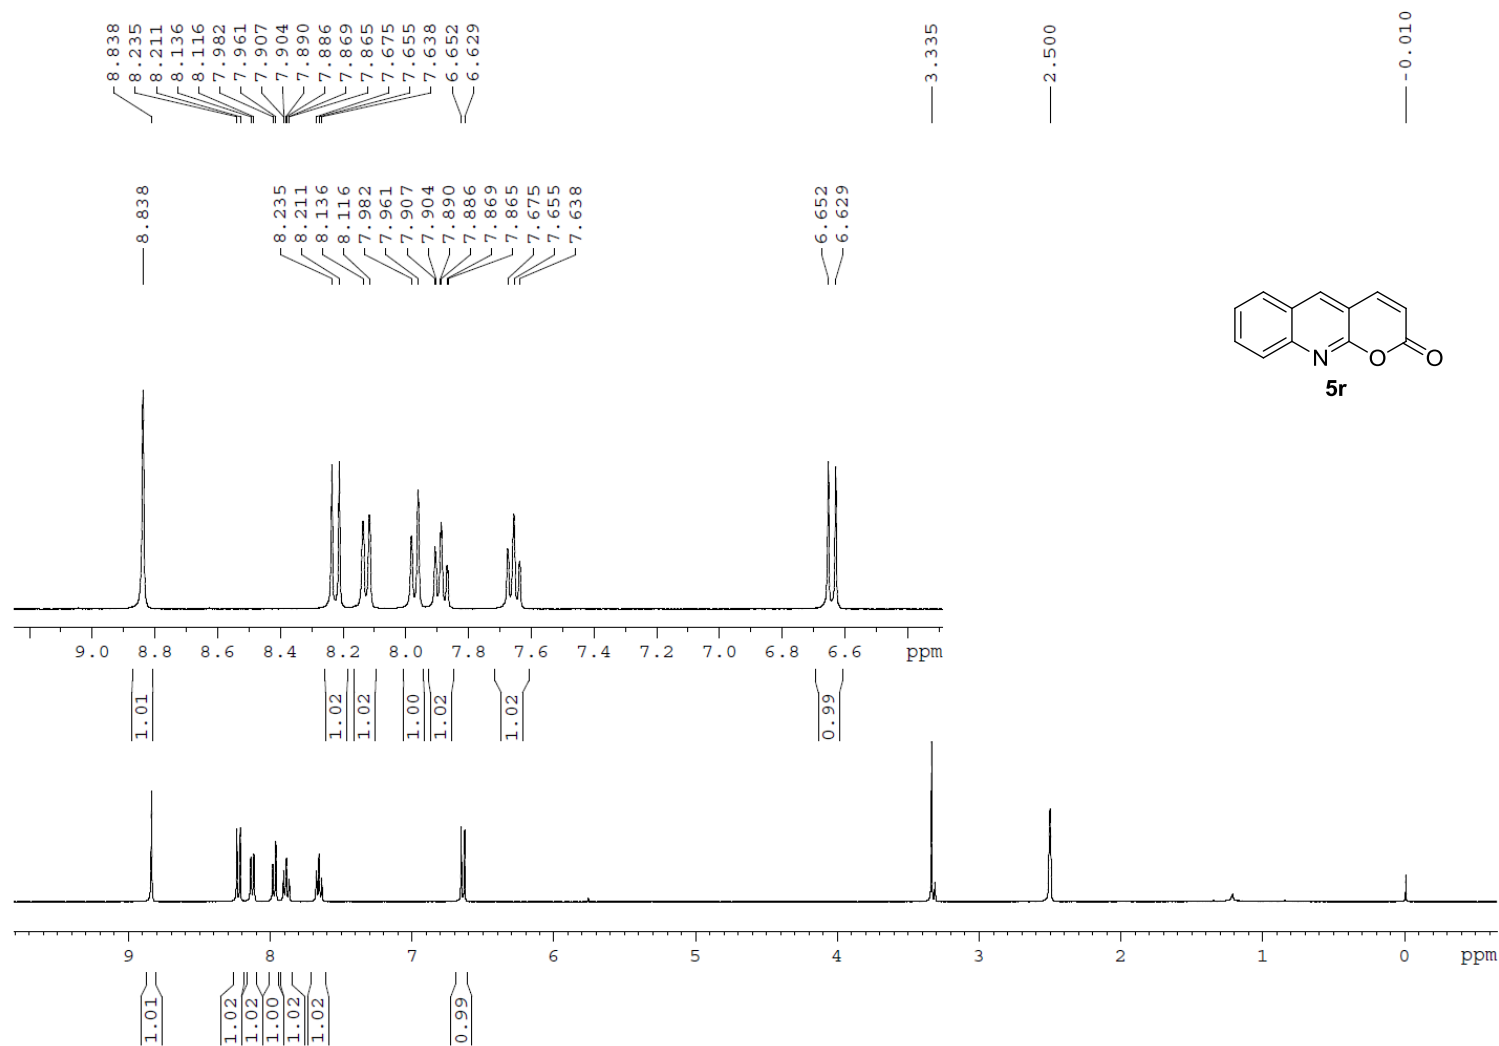 8.838 8.235 8.211 8.136 8.116 7.982 7.961 7.907 7.904 7.890 7.886 7.869 7.865 7.675 7.655 7.638 6.652 6.629 3.335 2.500 -0.010
8.838 8.235 8.211 8.136 8.116 7.982 7.961 7.907 7.904 7.890 7.886 7.869 7.865 7.675 7.655 7.638 6.652 6.629
N O O
5r
9.0 8.8 8.6 8.4 8.2 8.0 7.8 7.6 7.4 7.2 7.0 6.8 6.6 ppm
1.01 1.02 1.02 1.00 1.02 1.02 0.99
9 8 7 6 5 4 3 2 1 0 ppm
1.01 1.02 1.02 1.00 1.02 1.02 0.99